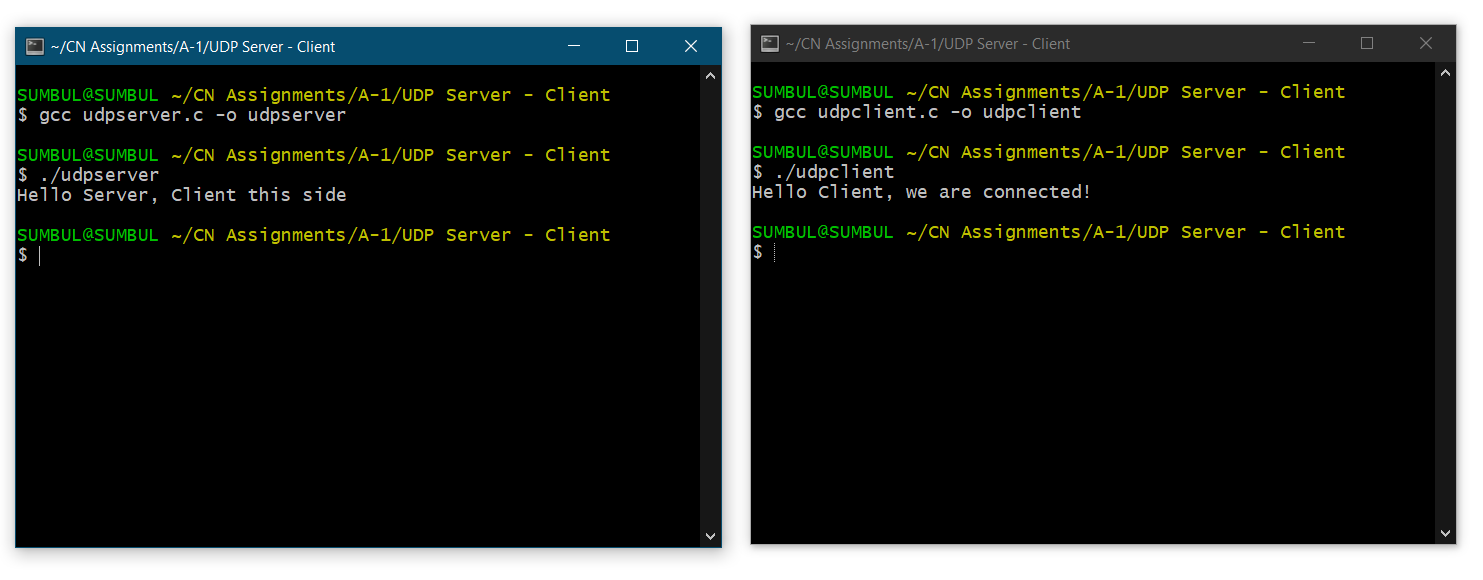 ~/CN Assignments/A-1/UDP Server - Client
SUMBUL@SUMBUL ~/CN Assignments/A-1/UDP Server - Client
$ gcc udpserver.c -o udpserver
SUMBUL@SUMBUL ~/CN Assignments/A-1/UDP Server - Client
$ ./udpserver
Hello Server, Client this side
SUMBUL@SUMBUL ~/CN Assignments/A-1/UDP Server - Client
$
~/CN Assignments/A-1/UDP Server - Client
SUMBUL@SUMBUL ~/CN Assignments/A-1/UDP Server - Client
$ gcc udpclient.c -o udpclient
SUMBUL@SUMBUL ~/CN Assignments/A-1/UDP Server - Client
$ ./udpclient
Hello Client, we are connected!
SUMBUL@SUMBUL ~/CN Assignments/A-1/UDP Server - Client
$